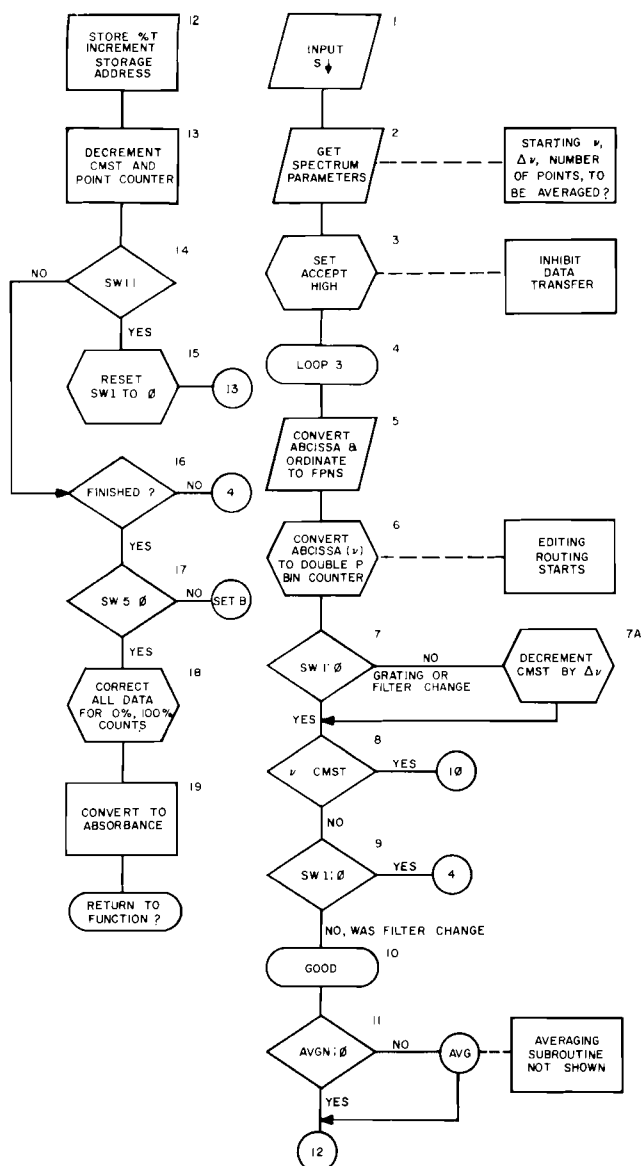 12
STORE %T
INCREMENT
STORAGE
ADDRESS
13
DECREMENT
CMST AND
POINT COUNTER
14
NO
SW1 |
YES
15
RESET
SW1 TO Ø
13
16
FINISHED ?
NO
4
YES
17
SW 5 Ø
NO
SET B
YES
18
CORRECT
ALL DATA
FOR 0%, 100%
COUNTS
19
CONVERT TO
ABSORBANCE
RETURN TO
FUNCTION ?
1
INPUT
S ↓
2
GET
SPECTRUM
PARAMETERS
STARTING ν,
Δν, NUMBER
OF POINTS, TO
BE AVERAGED ?
3
SET
ACCEPT
HIGH
INHIBIT
DATA
TRANSFER
4
LOOP 3
5
CONVERT
ABCISSA &
ORDINATE
TO FPNS
6
CONVERT
ABCISSA (ν)
TO DOUBLE P
BIN COUNTER
EDITING
ROUTING
STARTS
7
SW 1:Ø
NO
GRATING OR
FILTER CHANGE
7A
DECREMENT
CMST BY Δν
YES
8
ν CMST
YES
1Ø
NO
9
SW 1;Ø
YES
4
NO, WAS FILTER CHANGE
10
GOOD
11
AVGN;Ø
NO
AVG
AVERAGING
SUBROUTINE
NOT SHOWN
YES
12